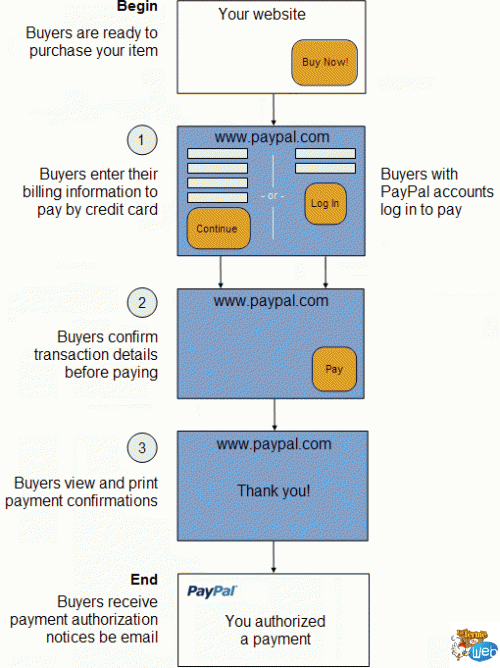 Begin
Buyers are ready to
purchase your item
Your website
Buy Now!
1
Buyers enter their
billing information to
pay by credit card
www.paypal.com
- or -
Continue
Log In
Buyers with
PayPal accounts
log in to pay
2
Buyers confirm
transaction details
before paying
www.paypal.com
Pay
3
Buyers view and print
payment confirmations
www.paypal.com
Thank you!
End
Buyers receive
payment authorization
notices be email
PayPal
You authorized
a payment
Ferme
Web